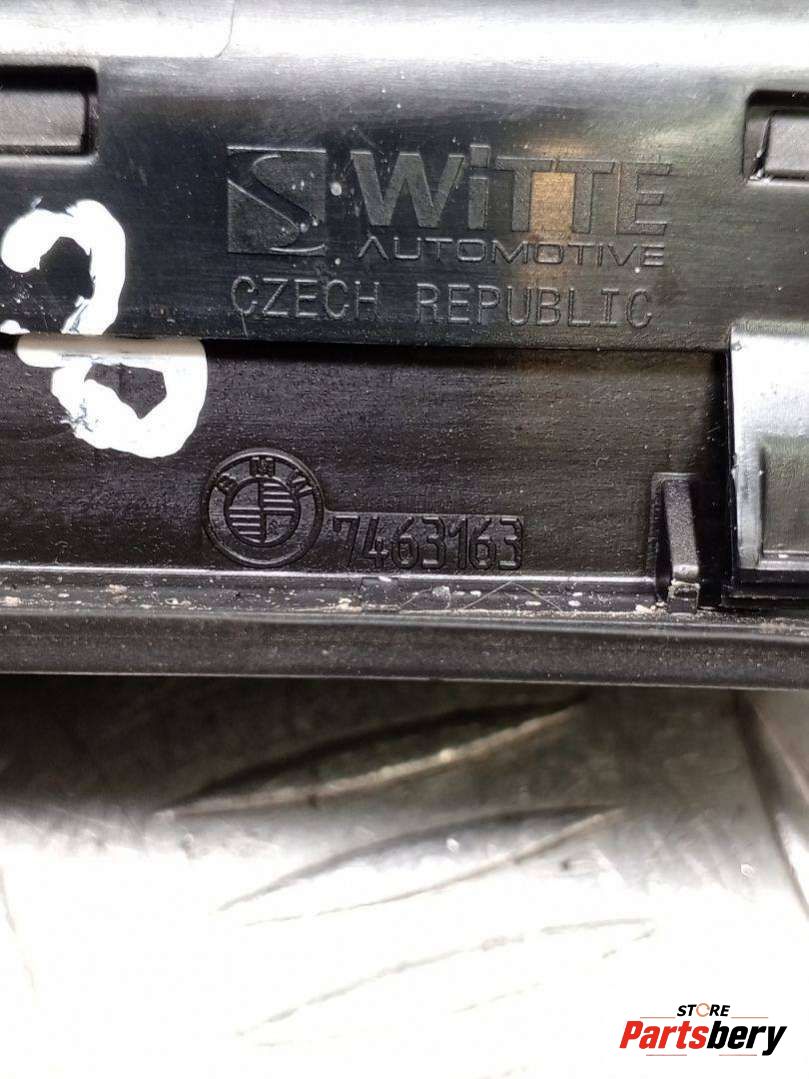 WiTTE
AUTOMOTIVE
CZECH REPUBLIC
BMW
7463163
STORE
Partsbery